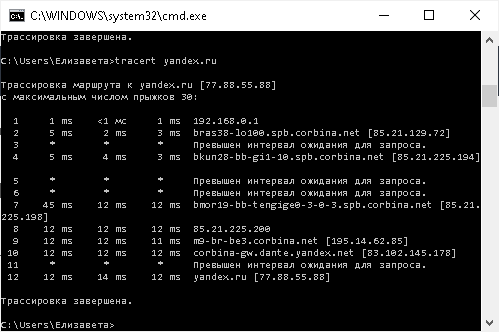 C:\WINDOWS\system32\cmd.exe
Трассировка завершена.
C:\Users\Елизавета>tracert yandex.ru
Трассировка маршрута к yandex.ru [77.88.55.88]
с максимальным числом прыжков 30:
1 1 ms <1 мс 1 ms 192.168.0.1
2 5 ms 2 ms 3 ms bras38-lo100.spb.corbina.net [85.21.129.72]
3 * * * Превышен интервал ожидания для запроса.
4 5 ms 4 ms 3 ms bkun28-bb-gi1-10.spb.corbina.net [85.21.225.194]
5 * * * Превышен интервал ожидания для запроса.
6 * * * Превышен интервал ожидания для запроса.
7 45 ms 12 ms 12 ms bmor19-bb-tengige0-3-0-3.spb.corbina.net [85.21.
225.198]
8 12 ms 12 ms 12 ms 85.21.225.200
9 12 ms 12 ms 11 ms m9-br-be3.corbina.net [195.14.62.85]
10 12 ms 12 ms 12 ms corbina-gw.dante.yandex.net [83.102.145.178]
11 * * * Превышен интервал ожидания для запроса.
12 12 ms 14 ms 12 ms yandex.ru [77.88.55.88]
Трассировка завершена.
C:\Users\Елизавета>